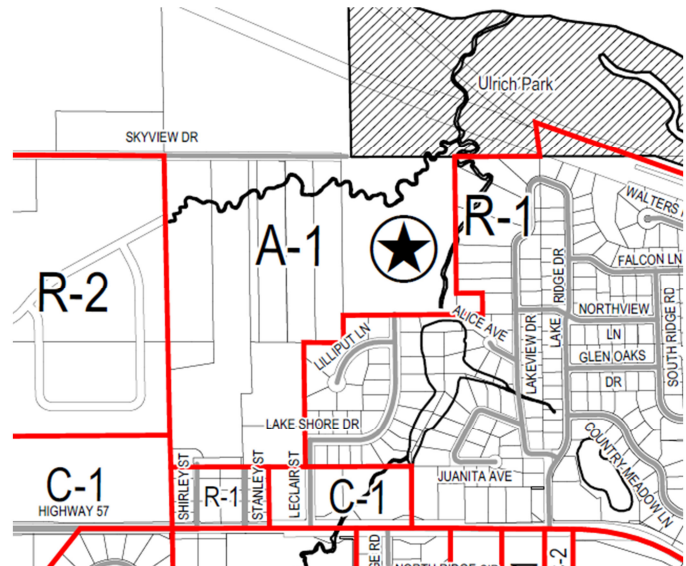 Ulrich Park
SKYVIEW DR
WALTERS
R-1
A-1
FALCON LN
R-2
LAKE RIDGE DR
NORTHVIEW
LN
SOUTH RIDGE RD
ALICE AVE
LAKEVIEW DR
LILLIPUT LN
GLEN OAKS
DR
LAKE SHORE DR
COUNTRY MEADOW LN
SHIRLEY ST
STANLEY ST
LECLAIR ST
JUANITA AVE
C-1
R-1
C-1
HIGHWAY 57
RD
-2